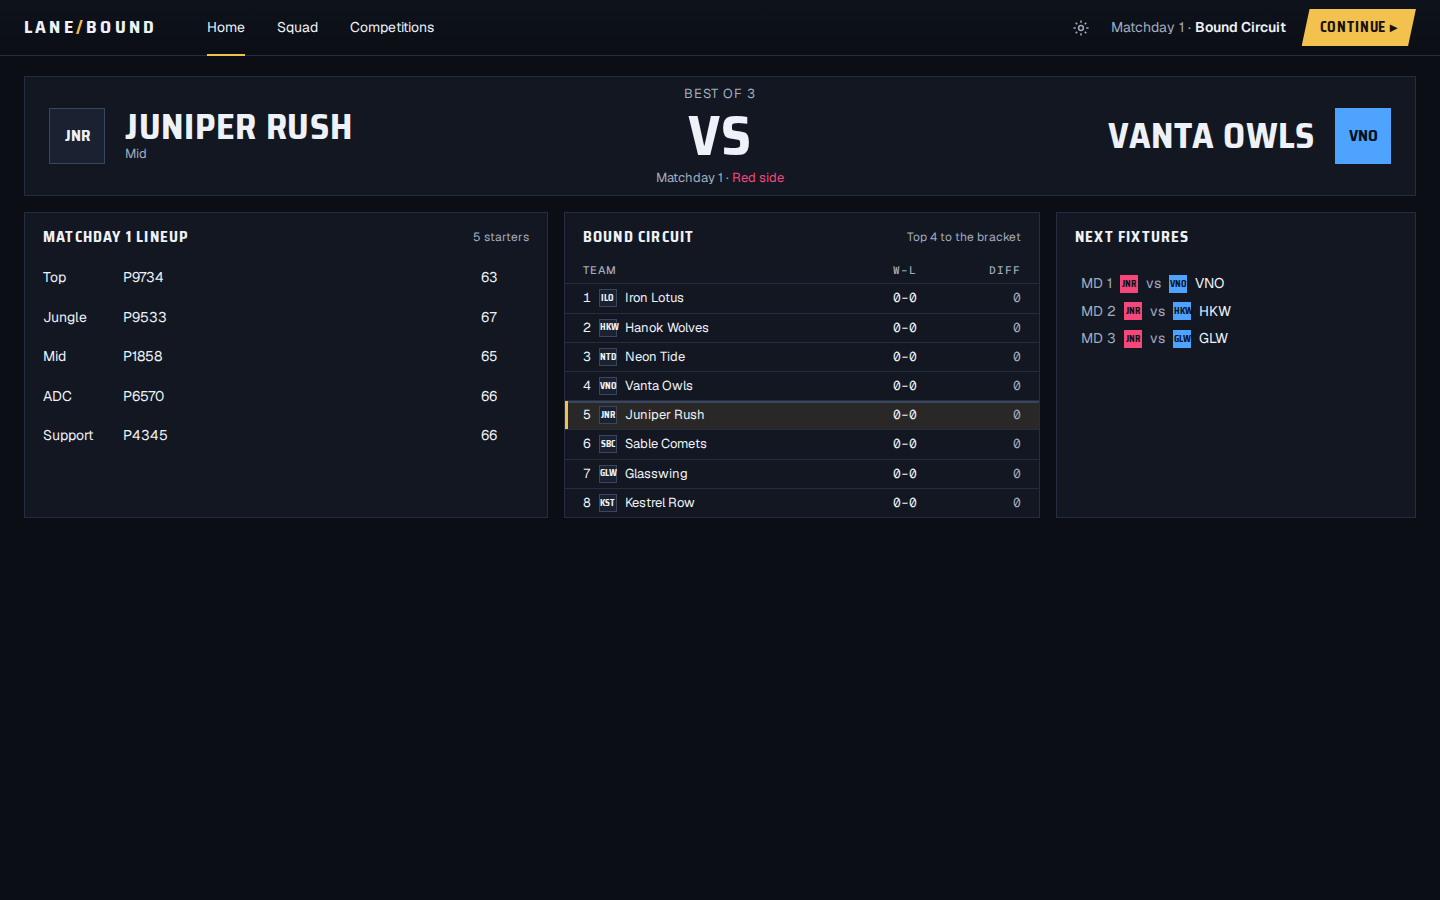 LANE/BOUND Home Squad Competitions Matchday 1 · Bound Circuit CONTINUE ▸
BEST OF 3
JNR JUNIPER RUSH VS VANTA OWLS VNO
Mid
Matchday 1 · Red side
MATCHDAY 1 LINEUP 5 starters
Top P9734 63
Jungle P9533 67
Mid P1858 65
ADC P6570 66
Support P4345 66
BOUND CIRCUIT Top 4 to the bracket
TEAM W-L DIFF
1 ILO Iron Lotus 0-0 0
2 HKW Hanok Wolves 0-0 0
3 NTD Neon Tide 0-0 0
4 VNO Vanta Owls 0-0 0
5 JNR Juniper Rush 0-0 0
6 SBC Sable Comets 0-0 0
7 GLW Glasswing 0-0 0
8 KST Kestrel Row 0-0 0
NEXT FIXTURES
MD 1 JNR vs VNO VNO
MD 2 JNR vs HKW HKW
MD 3 JNR vs GLW GLW